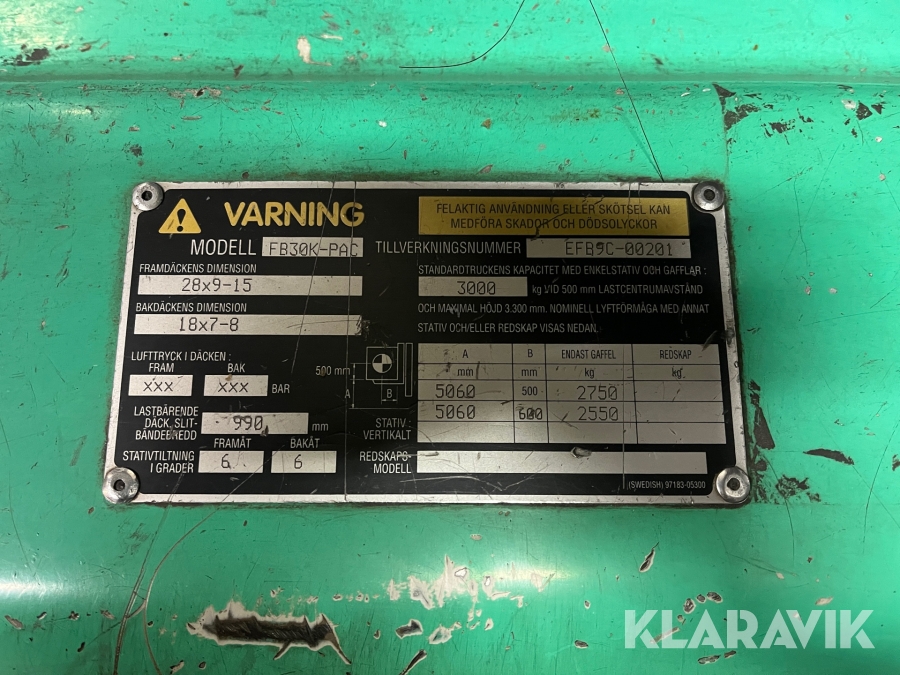 VARNING
FELAKTIG ANVÄNDNING ELLER SKÖTSEL KAN
MEDFÖRA SKADOR OCH DÖDSOLYCKOR
MODELL FB30K-PAC TILLVERKNINGSNUMMER EFB9C-00201
FRAMDÄCKENS DIMENSION
28x9-15
BAKDÄCKENS DIMENSION
18x7-8
LUFTTRYCK I DÄCKEN :
FRAM BAK
xxx xxx BAR
LASTBÄRENDE
DÄCK, SLIT-
BANDEBREDD
990 mm
FRAMÅT BAKÅT
STATIVTILTNING
I GRADER
6 6
STANDARDTRUCKENS KAPACITET MED ENKELSTATIV OCH GAFFLAR :
3000 kg VID 500 mm LASTCENTRUMAVSTÅND
OCH MAXIMAL HÖJD 3.300 mm. NOMINELL LYFTFÖRMÅGA MED ANNAT
STATIV OCH/ELLER REDSKAP VISAS NEDAN.
500 mm
A
B
A B ENDAST GAFFEL REDSKAP
mm mm kg kg
5060 500 2750
5060 600 2550
STATIV :
VERTIKALT
REDSKAPS-
MODELL
(SWEDISH) 97183-05300
KLARAVIK